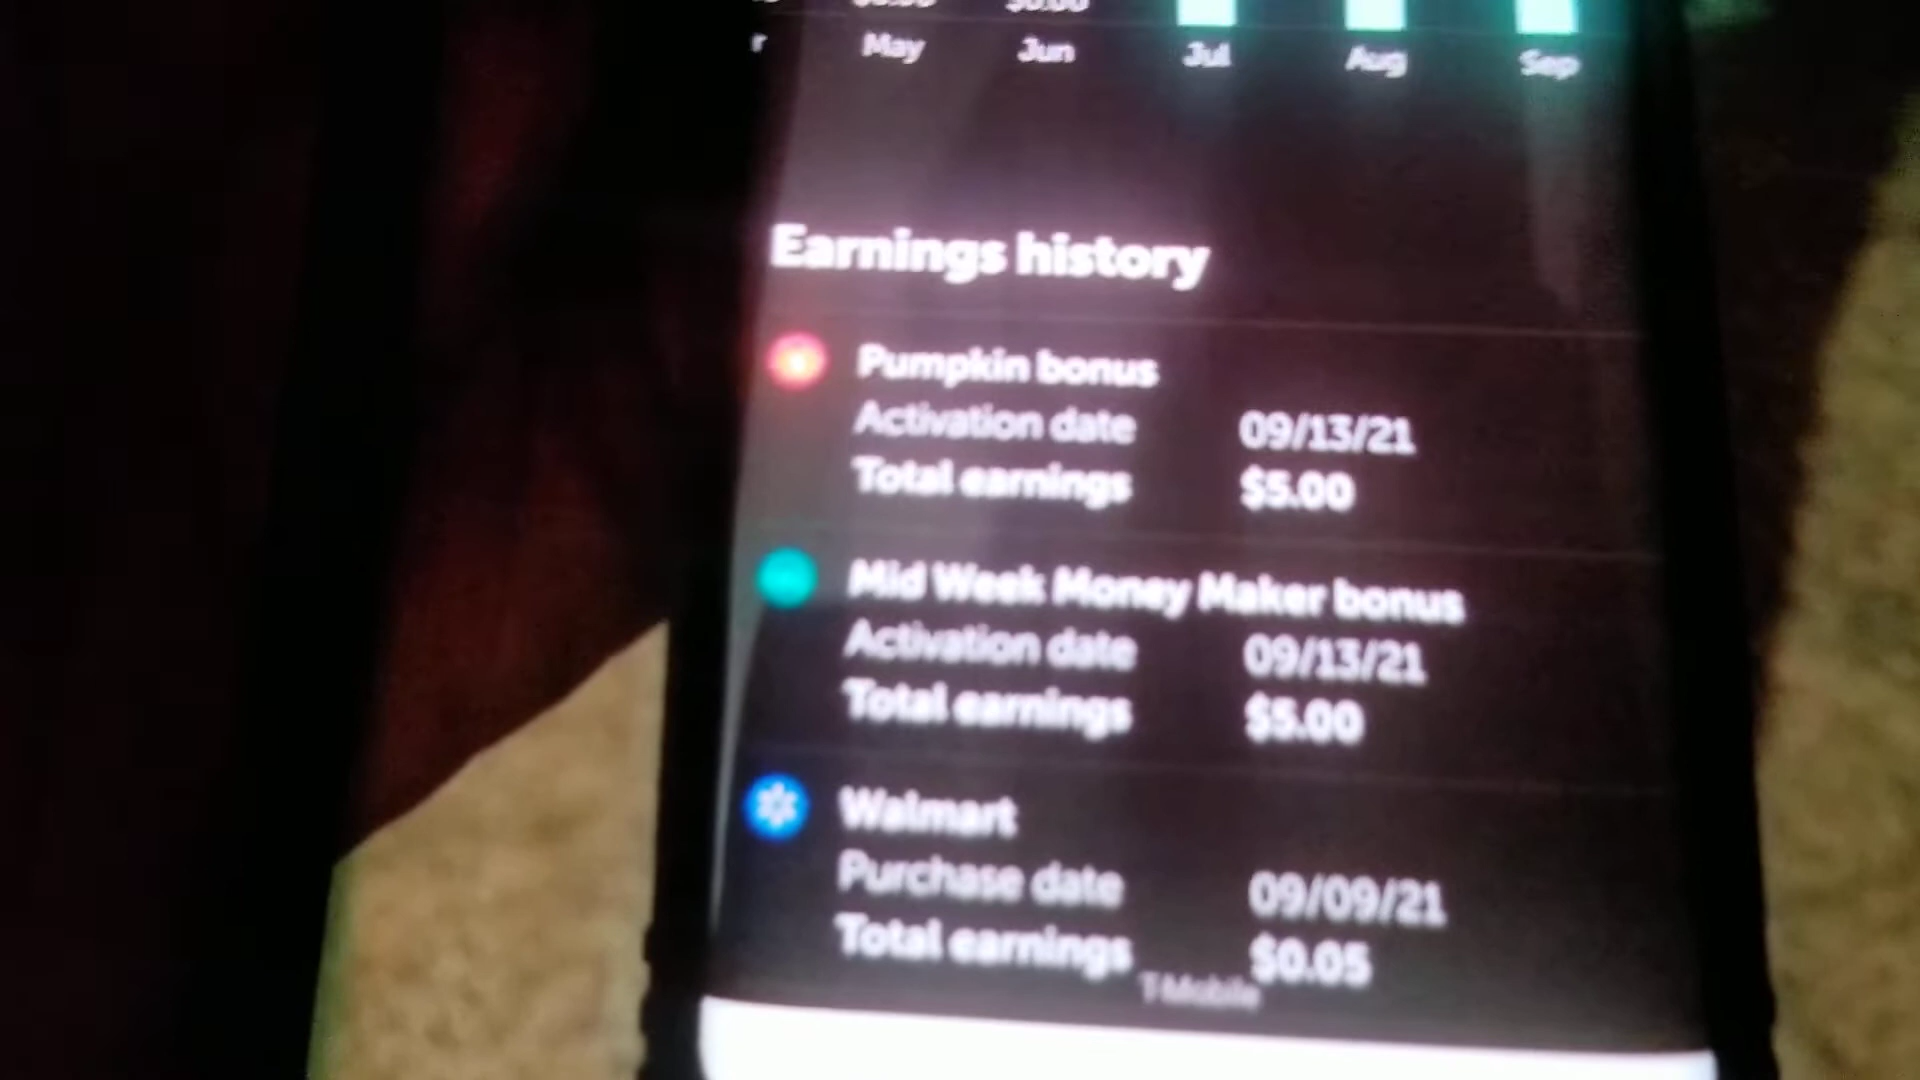 $0.00
May Jun Jul Aug Sep
Earnings history
Pumpkin bonus
Activation date 09/13/21
Total earnings $5.00
Mid Week Money Maker bonus
Activation date 09/13/21
Total earnings $5.00
Walmart
Purchase date 09/09/21
Total earnings $0.05
T-Mobile